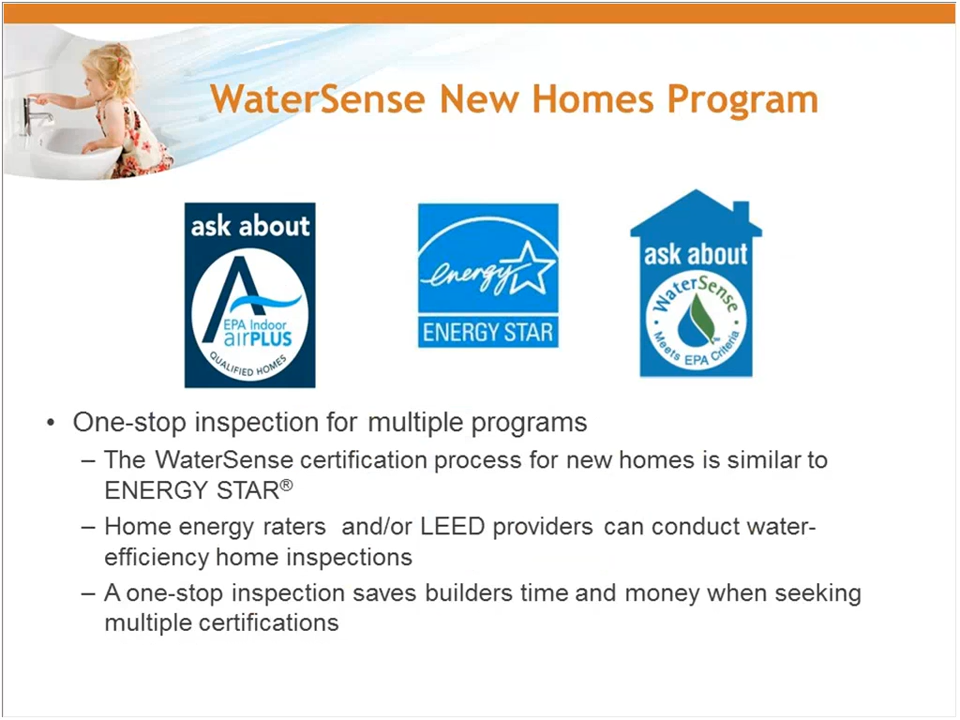 WaterSense New Homes Program
ask about
EPA Indoor
airPLUS
QUALIFIED HOMES
energy
ENERGY STAR
ask about
WaterSense
Meets EPA Criteria
• One-stop inspection for multiple programs
– The WaterSense certification process for new homes is similar to
ENERGY STAR®
– Home energy raters and/or LEED providers can conduct water-
efficiency home inspections
– A one-stop inspection saves builders time and money when seeking
multiple certifications